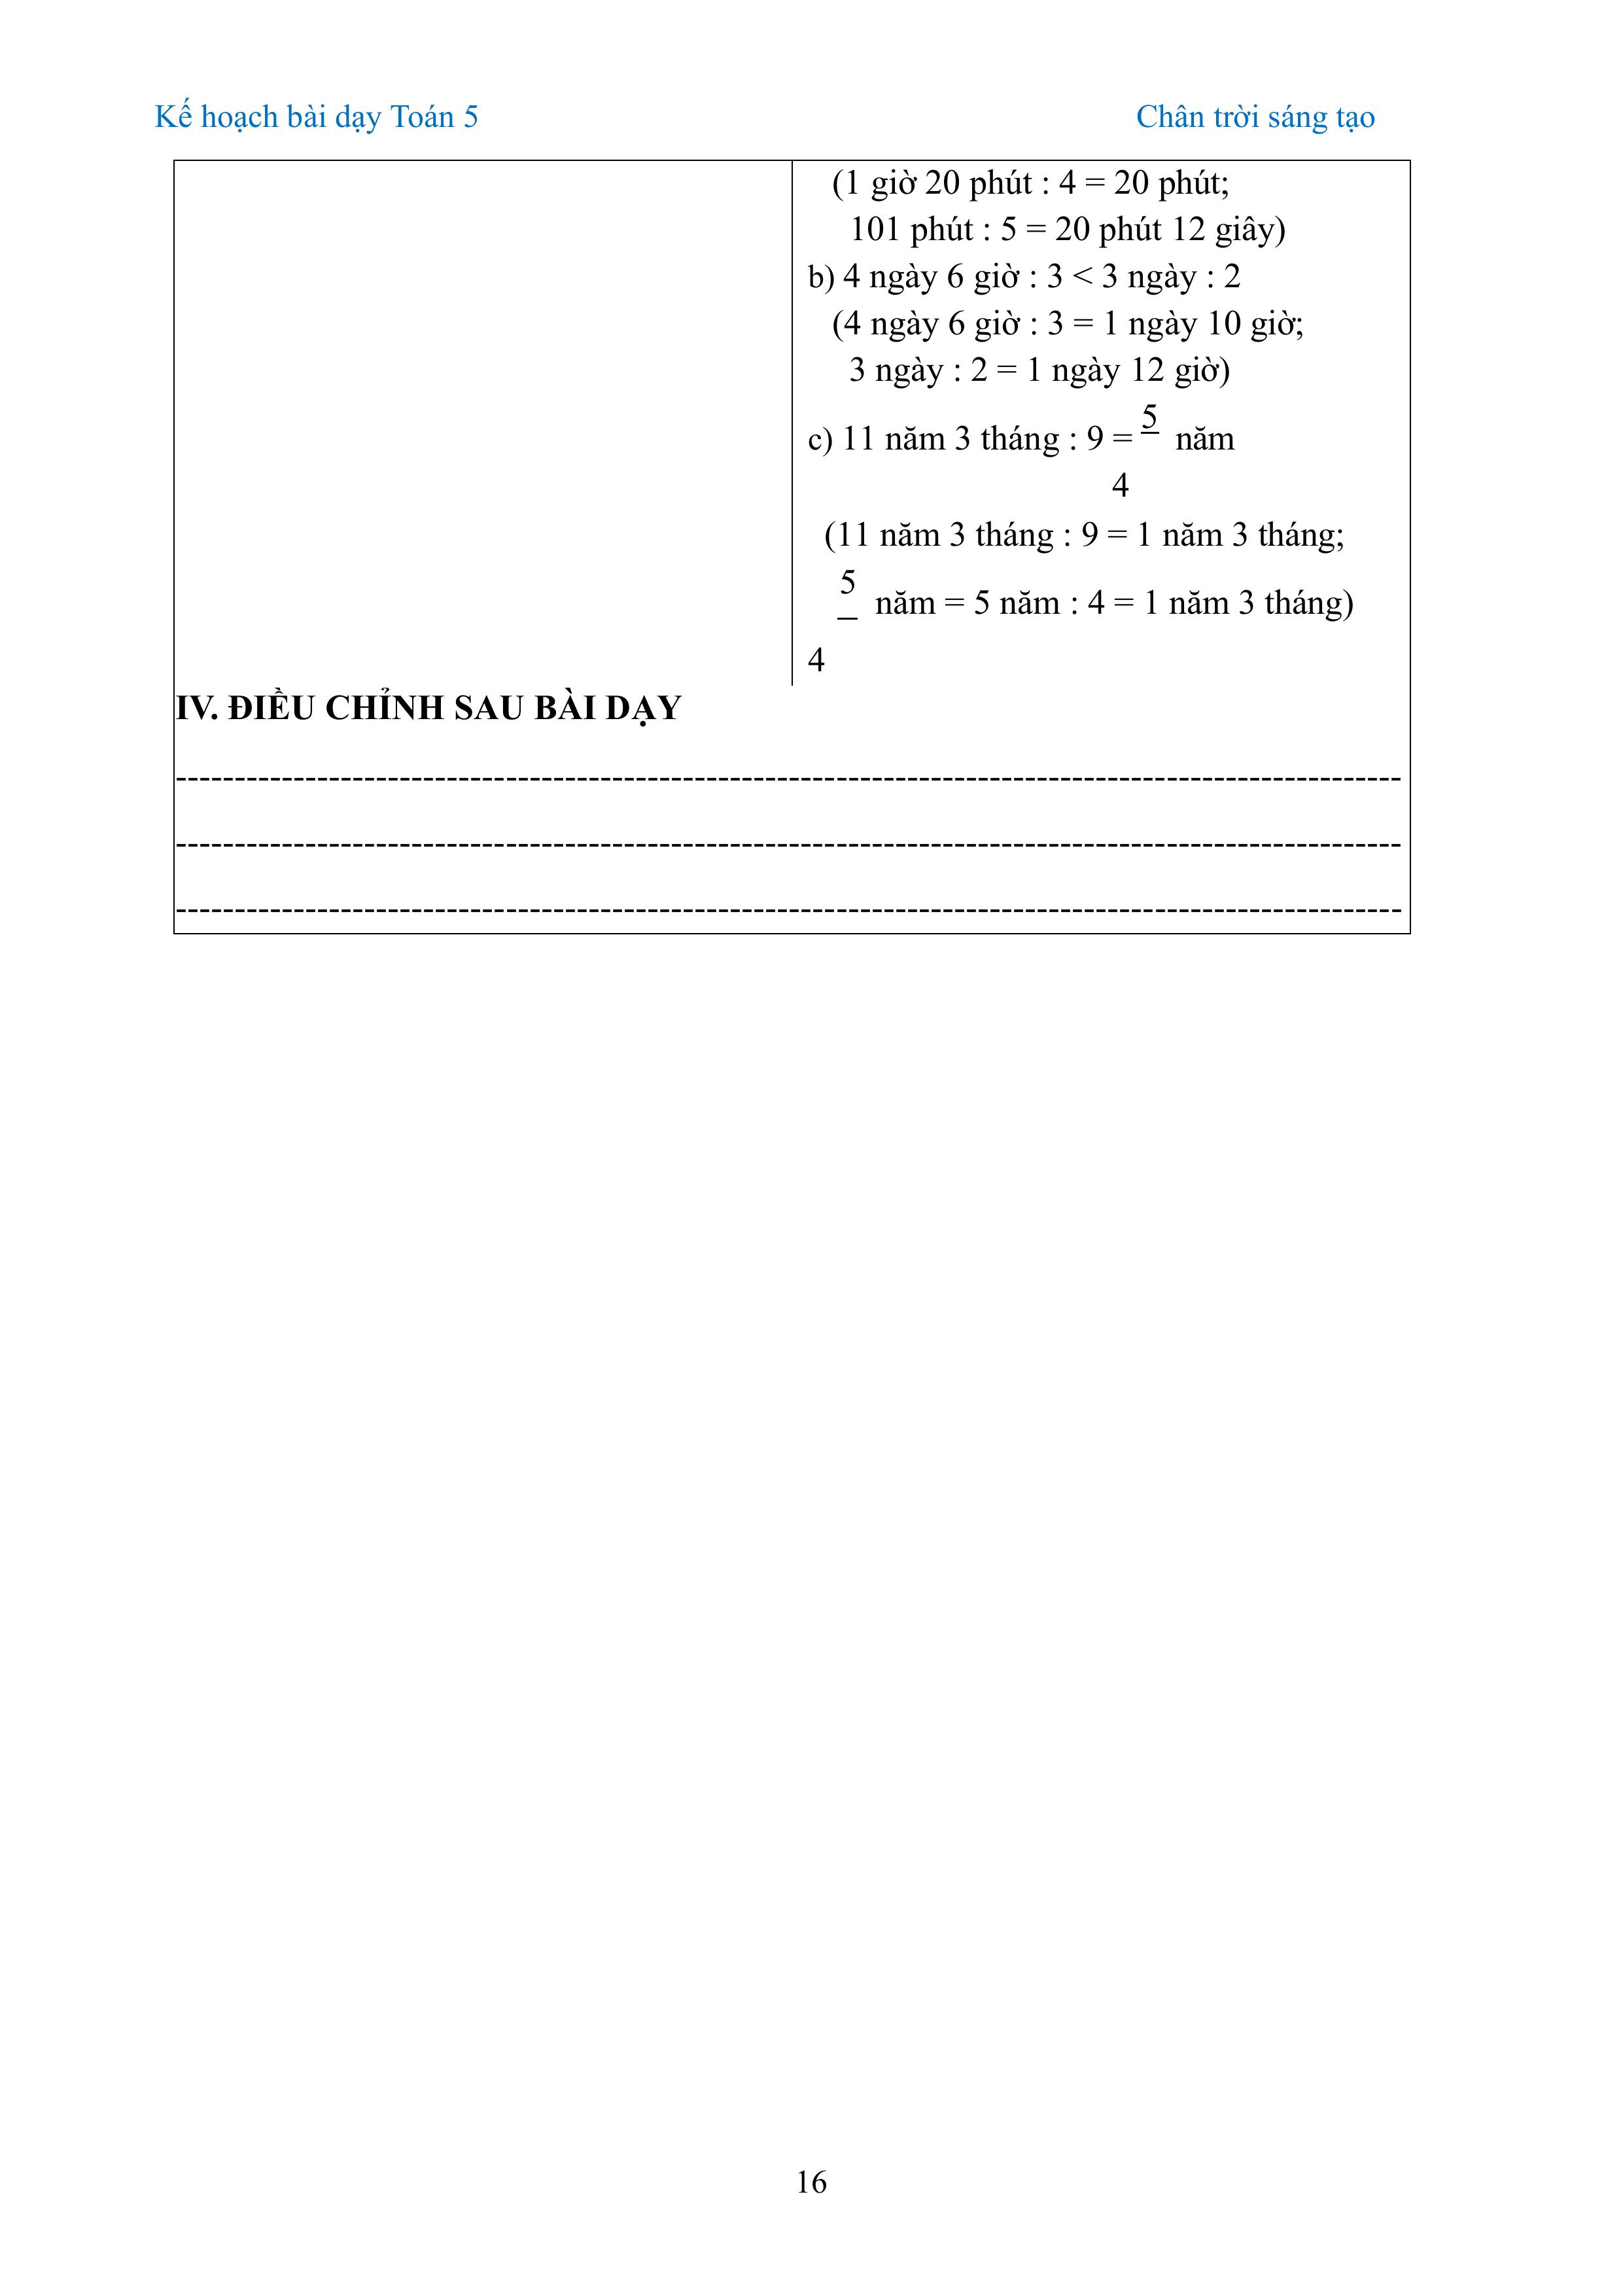 Kế hoạch bài dạy Toán 5 Chân trời sáng tạo
(1 giờ 20 phút : 4 = 20 phút;
101 phút : 5 = 20 phút 12 giây)
b) 4 ngày 6 giờ : 3 < 3 ngày : 2
(4 ngày 6 giờ : 3 = 1 ngày 10 giờ;
3 ngày : 2 = 1 ngày 12 giờ)
c) 11 năm 3 tháng : 9 = 5 năm
4
(11 năm 3 tháng : 9 = 1 năm 3 tháng;
5 năm = 5 năm : 4 = 1 năm 3 tháng)
4
IV. ĐIỀU CHỈNH SAU BÀI DẠY
16